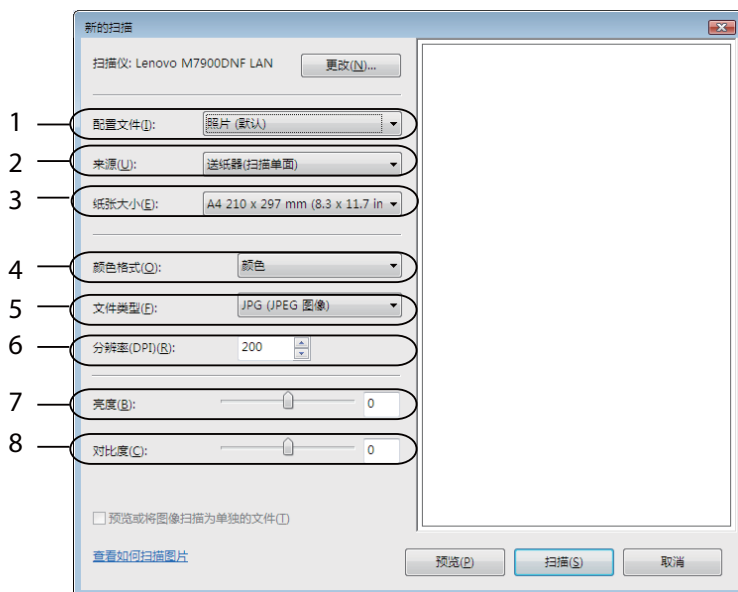 新的扫描
扫描仪: Lenovo M7900DNF LAN
更改(N)...
1
配置文件(I):
照片 (默认)
2
来源(U):
送纸器(扫描单面)
3
纸张大小(E):
A4 210 x 297 mm (8.3 x 11.7 in
4
颜色格式(O):
颜色
5
文件类型(F):
JPG (JPEG 图像)
6
分辨率(DPI)(R):
200
7
亮度(B):
0
8
对比度(C):
0
预览或将图像扫描为单独的文件(T)
查看如何扫描图片
预览(P)
扫描(S)
取消